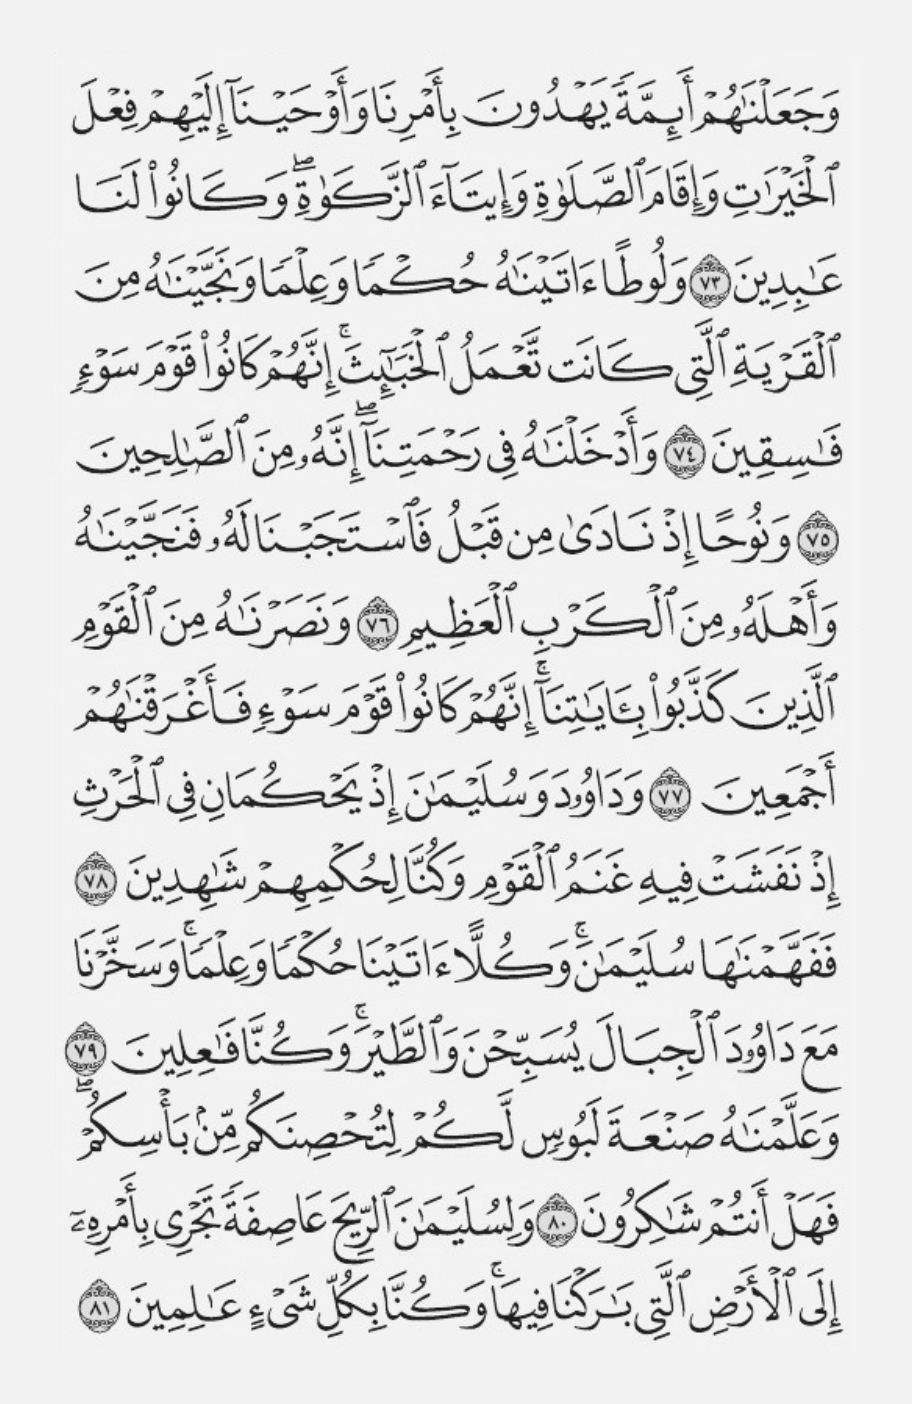 وَجَعَلْنَٰهُمْ أَئِمَّةً يَهْدُونَ بِأَمْرِنَا وَأَوْحَيْنَآ إِلَيْهِمْ فِعْلَ
ٱلْخَيْرَٰتِ وَإِقَامَ ٱلصَّلَوٰةِ وَإِيتَآءَ ٱلزَّكَوٰةِ ۖ وَكَانُوا۟ لَنَا
عَٰبِدِينَ ٧٣ وَلُوطًا ءَاتَيْنَٰهُ حُكْمًا وَعِلْمًا وَنَجَّيْنَٰهُ مِنَ
ٱلْقَرْيَةِ ٱلَّتِى كَانَت تَّعْمَلُ ٱلْخَبَٰٓئِثَ ۗ إِنَّهُمْ كَانُوا۟ قَوْمَ سَوْءٍ
فَٰسِقِينَ ٧٤ وَأَدْخَلْنَٰهُ فِى رَحْمَتِنَآ ۖ إِنَّهُۥ مِنَ ٱلصَّٰلِحِينَ
٧٥ وَنُوحًا إِذْ نَادَىٰ مِن قَبْلُ فَٱسْتَجَبْنَا لَهُۥ فَنَجَّيْنَٰهُ
وَأَهْلَهُۥ مِنَ ٱلْكَرْبِ ٱلْعَظِيمِ ٧٦ وَنَصَرْنَٰهُ مِنَ ٱلْقَوْمِ
ٱلَّذِينَ كَذَّبُوا۟ بِـَٔايَٰتِنَآ ۚ إِنَّهُمْ كَانُوا۟ قَوْمَ سَوْءٍ فَأَغْرَقْنَٰهُمْ
أَجْمَعِينَ ٧٧ وَدَاوُۥدَ وَسُلَيْمَٰنَ إِذْ يَحْكُمَانِ فِى ٱلْحَرْثِ
إِذْ نَفَشَتْ فِيهِ غَنَمُ ٱلْقَوْمِ وَكُنَّا لِحُكْمِهِمْ شَٰهِدِينَ ٧٨
فَفَهَّمْنَٰهَا سُلَيْمَٰنَ ۚ وَكُلًّا ءَاتَيْنَا حُكْمًا وَعِلْمًا ۚ وَسَخَّرْنَا
مَعَ دَاوُۥدَ ٱلْجِبَالَ يُسَبِّحْنَ وَٱلطَّيْرَ ۚ وَكُنَّا فَٰعِلِينَ ٧٩
وَعَلَّمْنَٰهُ صَنْعَةَ لَبُوسٍ لَّكُمْ لِتُحْصِنَكُم مِّنۢ بَأْسِكُمْ ۖ
فَهَلْ أَنتُمْ شَٰكِرُونَ ٨٠ وَلِسُلَيْمَٰنَ ٱلرِّيحَ عَاصِفَةً تَجْرِى بِأَمْرِهِۦٓ
إِلَى ٱلْأَرْضِ ٱلَّتِى بَٰرَكْنَا فِيهَا ۚ وَكُنَّا بِكُلِّ شَىْءٍ عَٰلِمِينَ ٨١